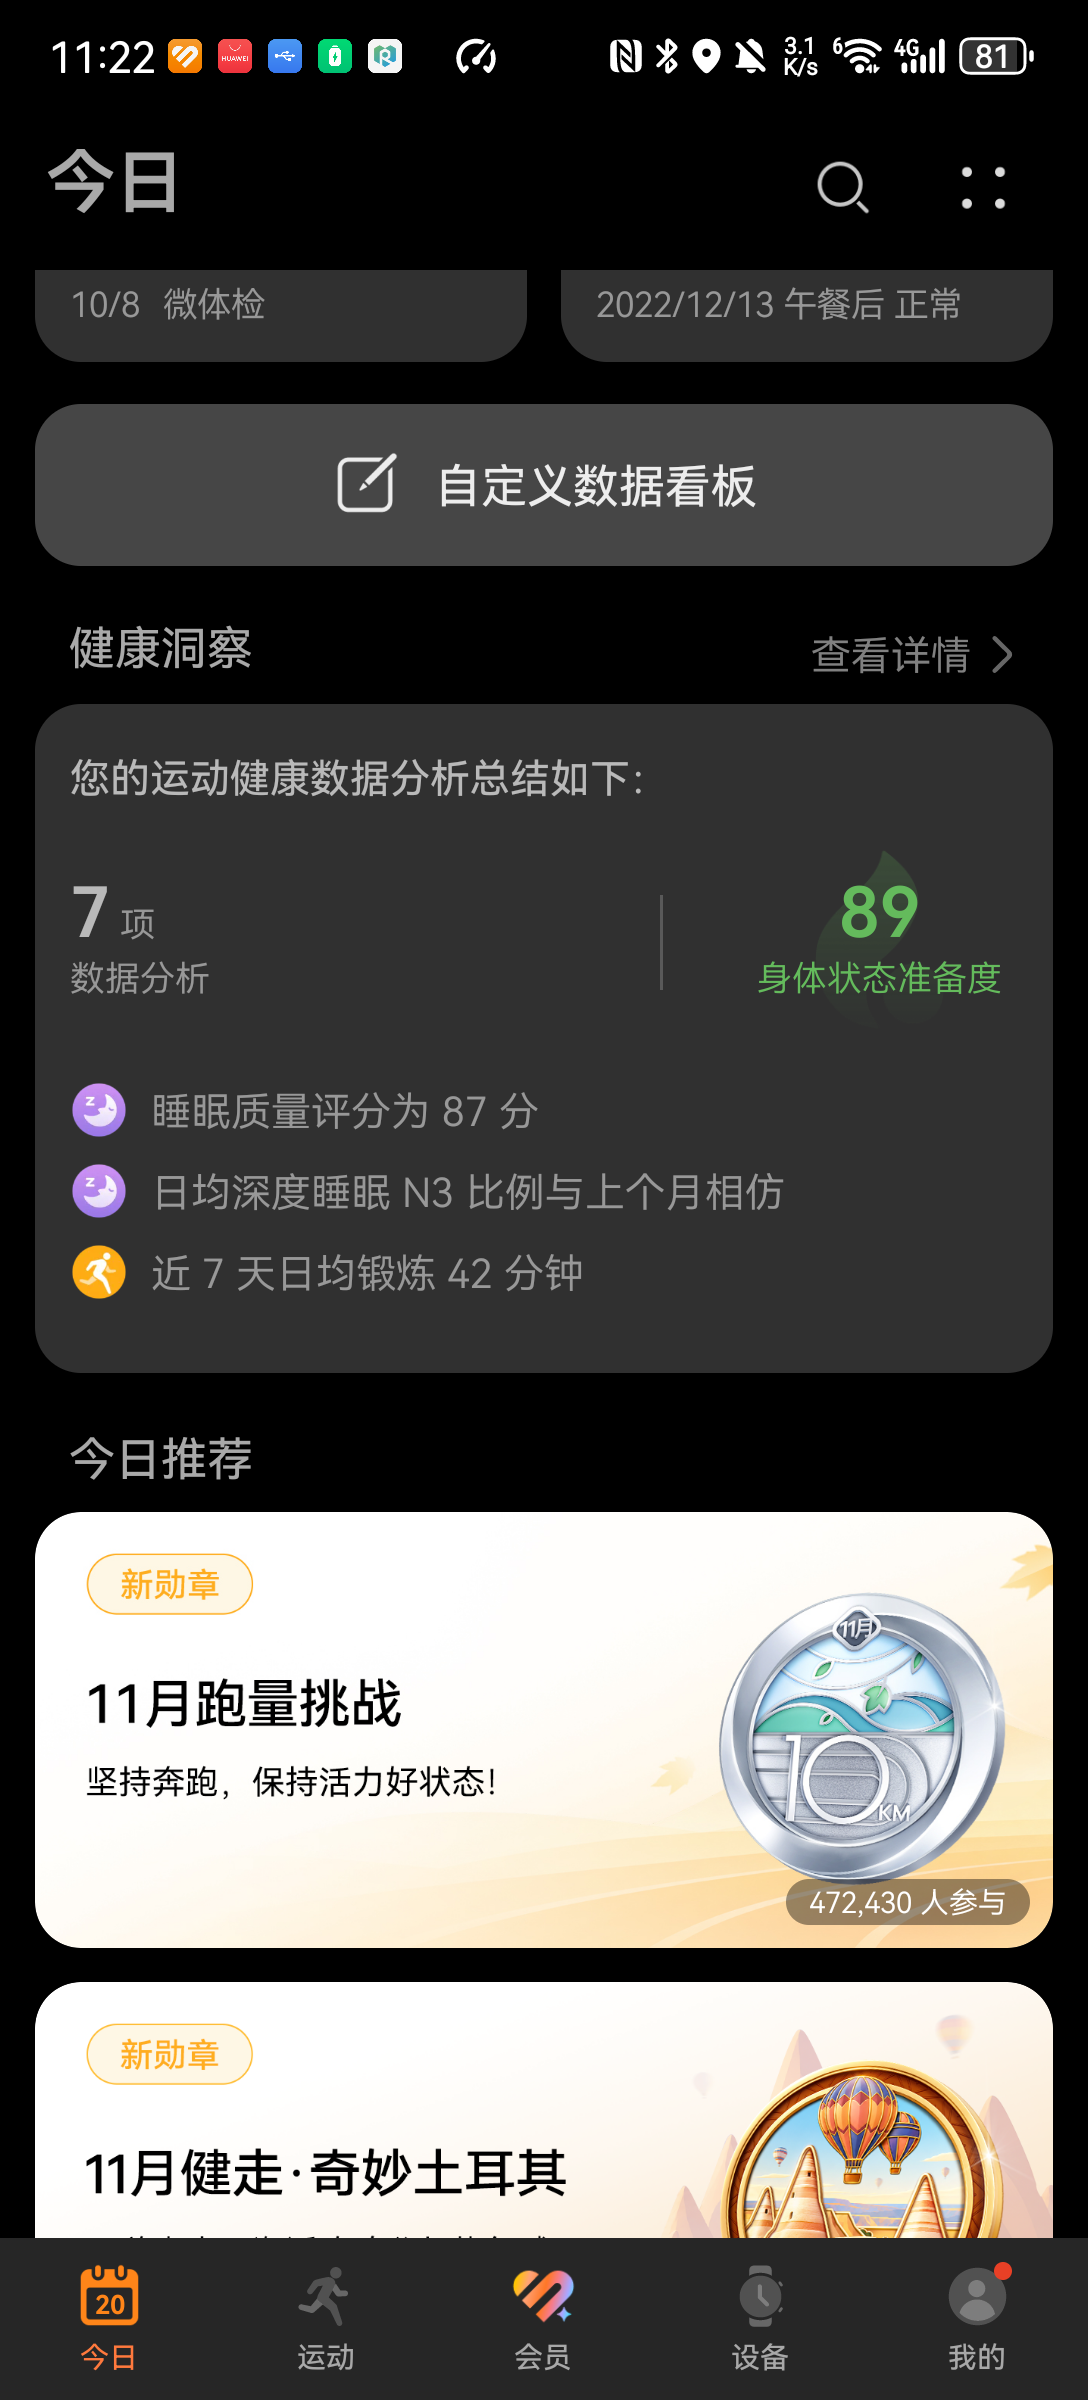 11:22
HUAWEI
3.1 K/s
6
4G
81
今日
10/8 微体检
2022/12/13 午餐后 正常
自定义数据看板
健康洞察
查看详情
您的运动健康数据分析总结如下：
7 项
数据分析
89
身体状态准备度
睡眠质量评分为 87 分
日均深度睡眠 N3 比例与上个月相仿
近 7 天日均锻炼 42 分钟
今日推荐
新勋章
11月跑量挑战
坚持奔跑，保持活力好状态！
11月
10KM
472,430 人参与
新勋章
11月健走·奇妙土耳其
20
今日
运动
会员
设备
我的